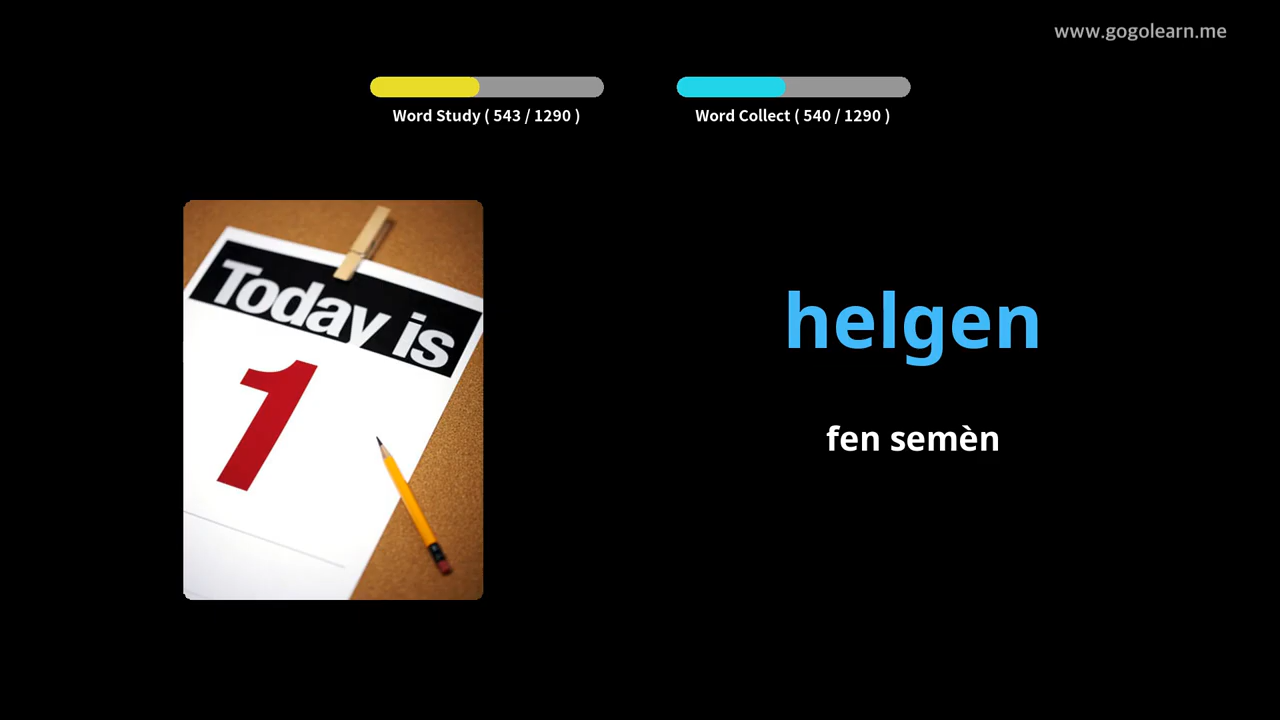 www.gogolearn.me
Word Study ( 543 / 1290 )
Word Collect ( 540 / 1290 )
Today is
1
helgen
fen semèn